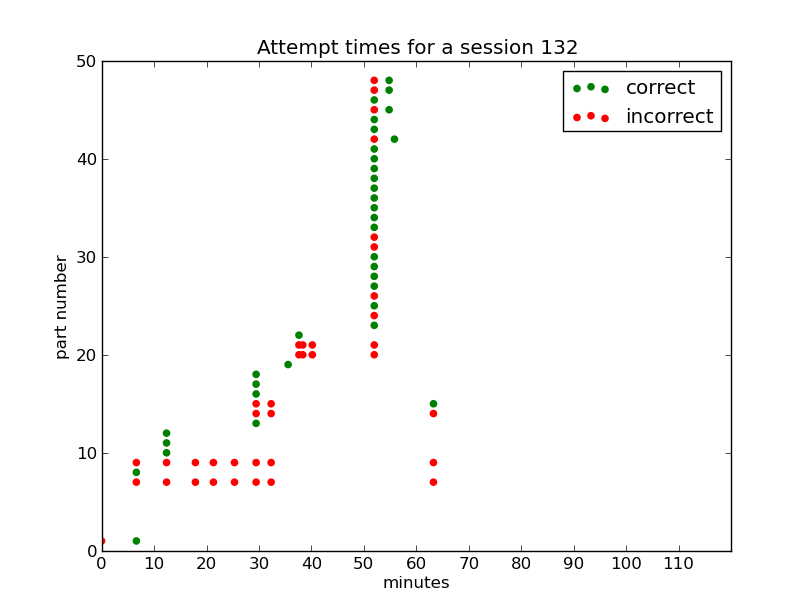 Attempt times for a session 132
correct
incorrect
part number
50
40
30
20
10
0
0 10 20 30 40 50 60 70 80 90 100 110
minutes